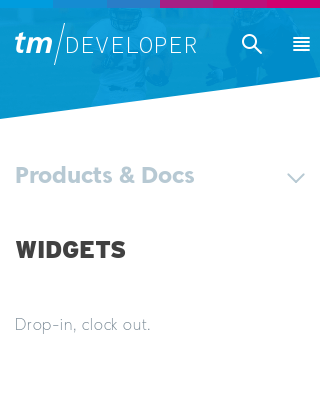 tm/DEVELOPER
Products & Docs
WIDGETS
Drop-in, clock out.